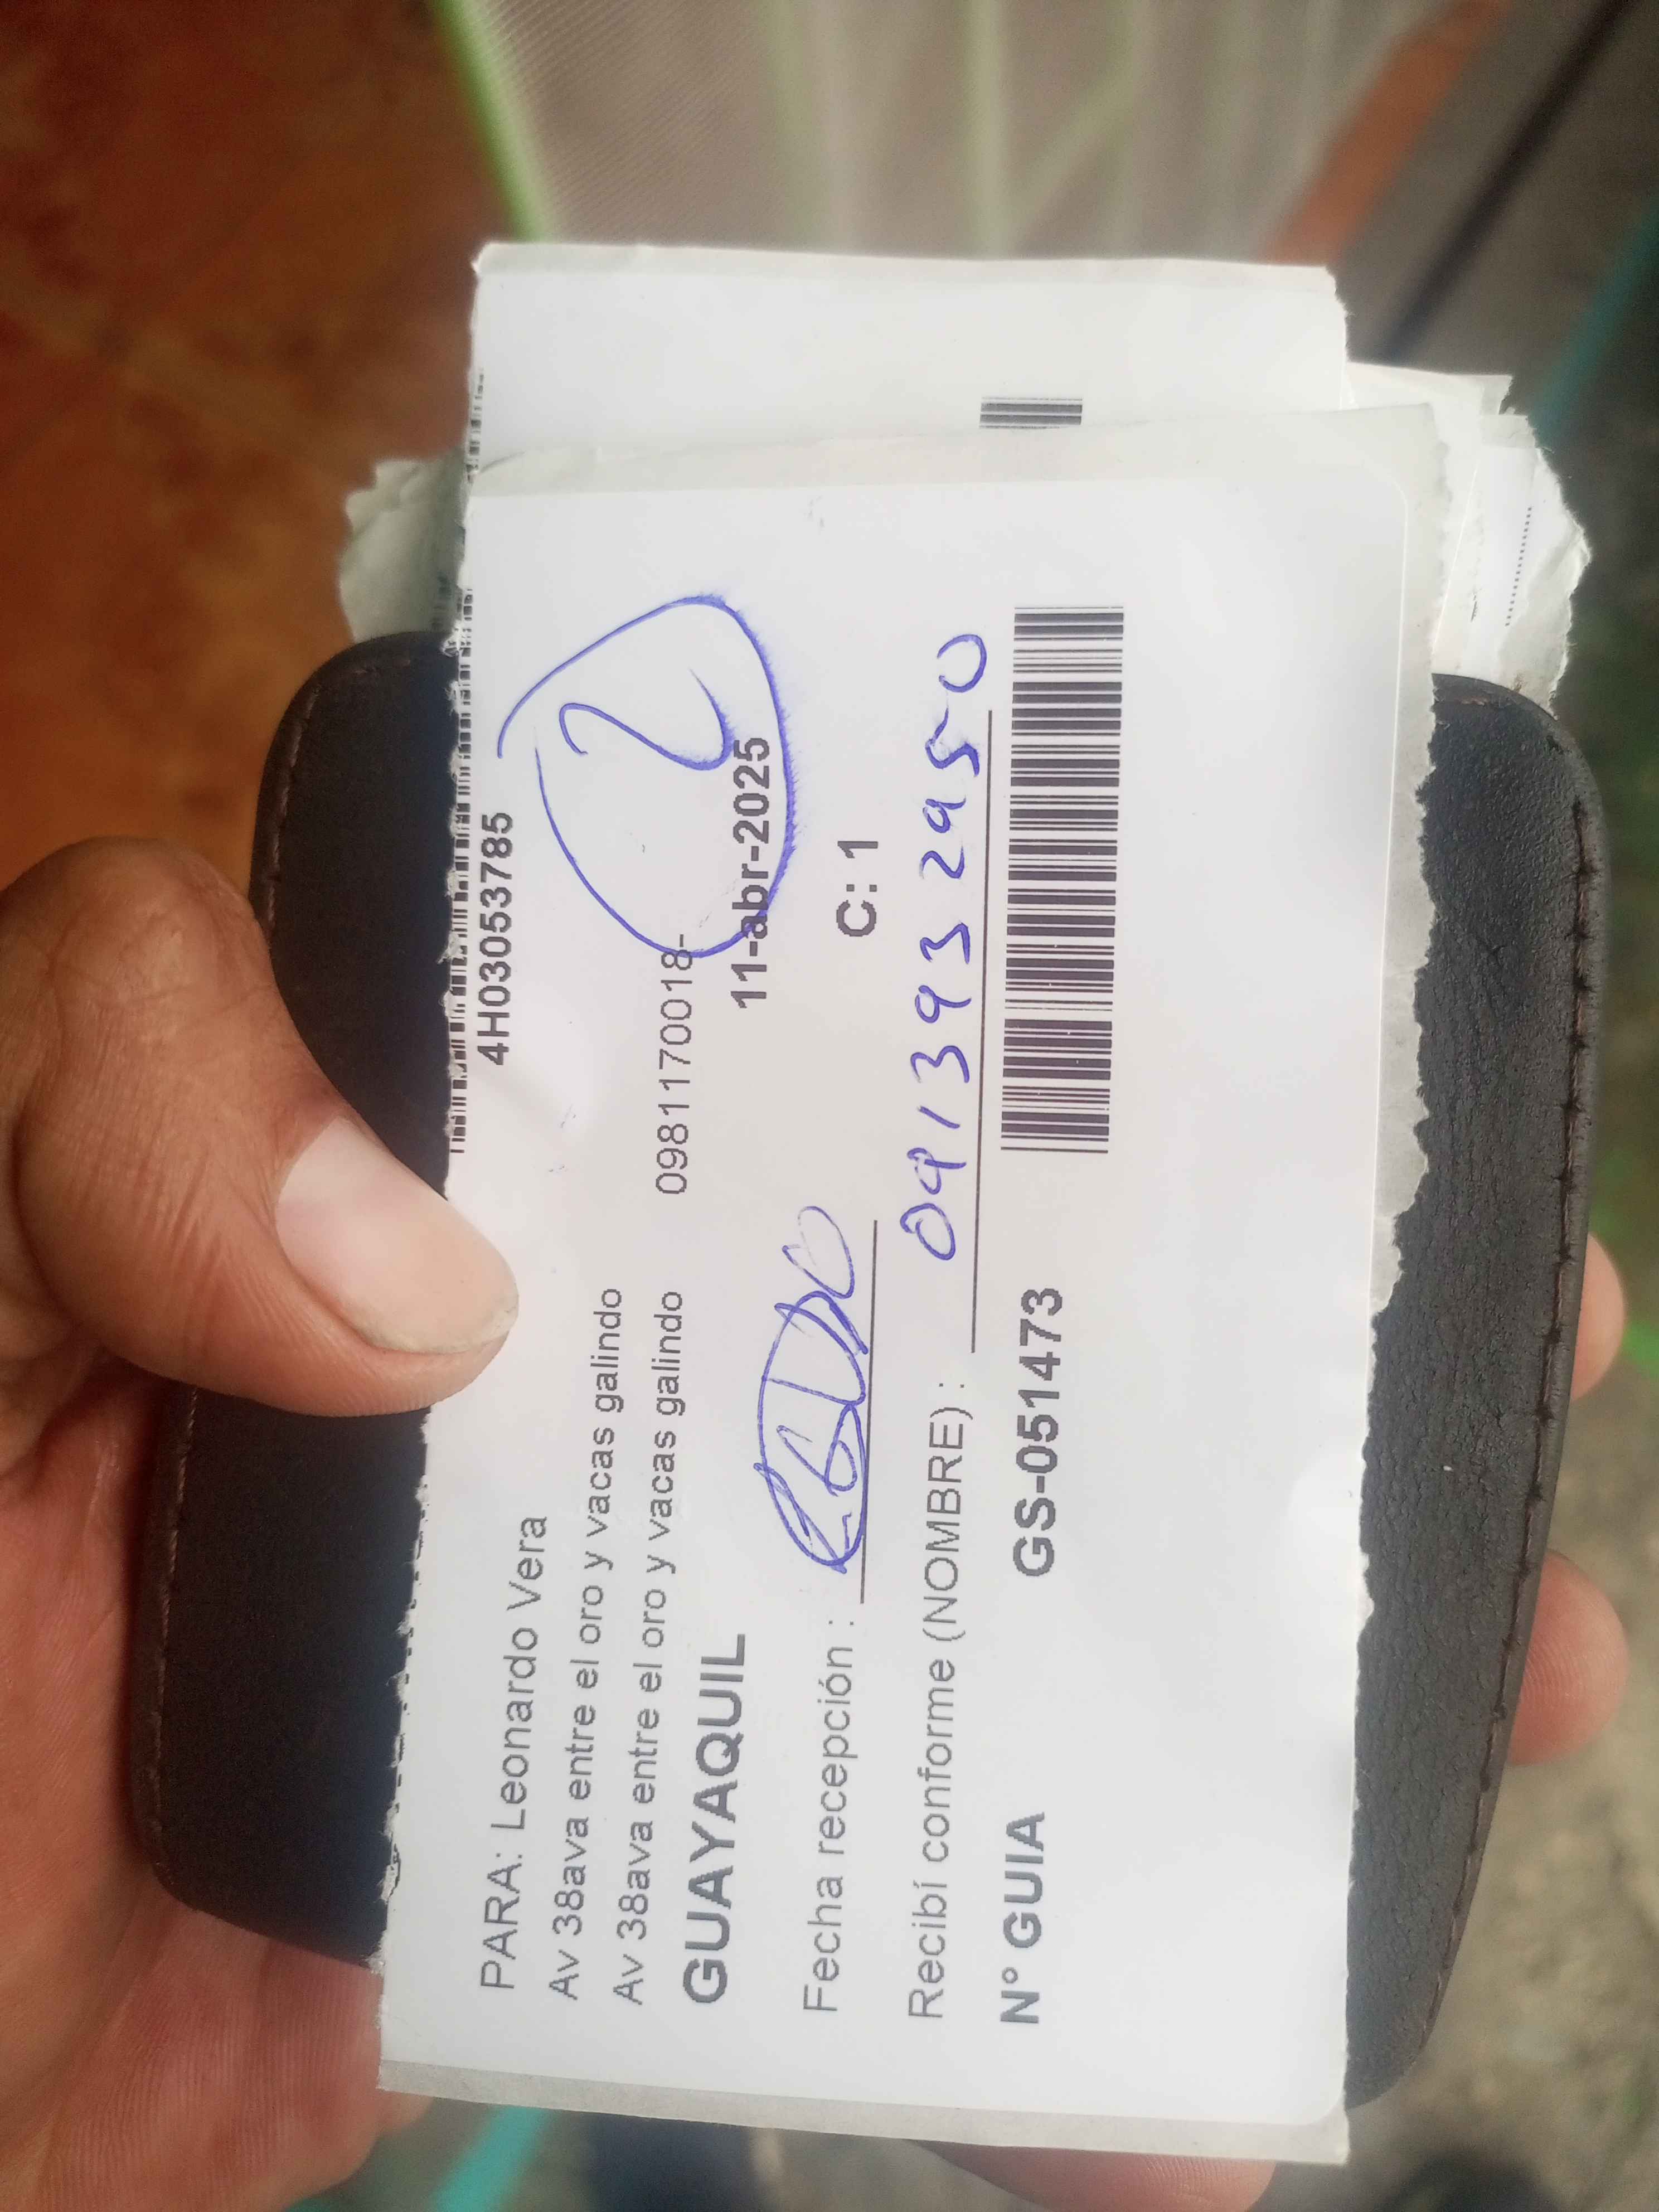 4H03053785
PARA: Leonardo Vera
Av 38ava entre el oro y vacas galindo
Av 38ava entre el oro y vacas galindo 0981170018-
2
GUAYAQUIL 11-abr-2025
Fecha recepción : C: 1
Recibí conforme (NOMBRE) : 0913932950
N° GUIA GS-051473